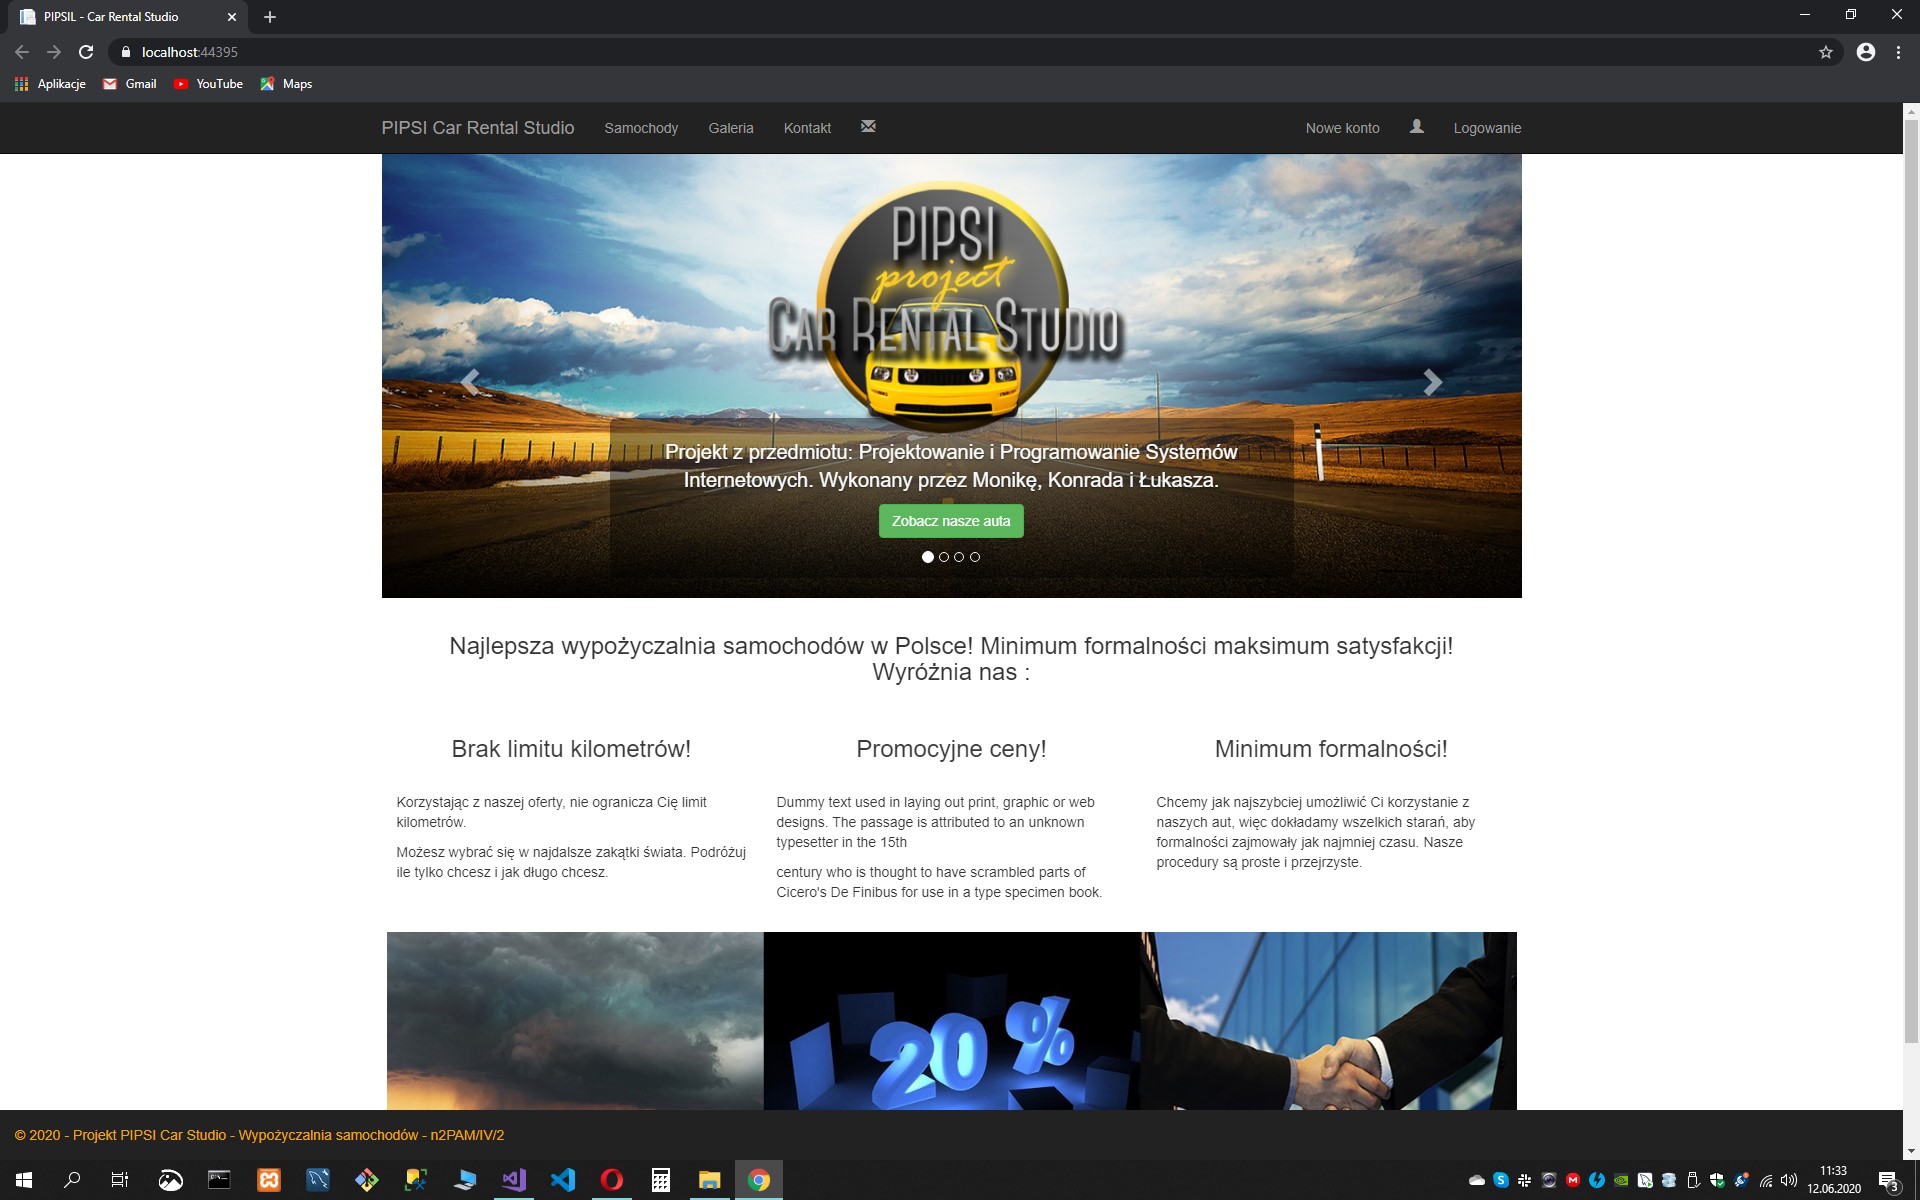 PIPSIL - Car Rental Studio
localhost:44395
Aplikacje
Gmail
YouTube
Maps
PIPSI Car Rental Studio
Samochody
Galeria
Kontakt
Nowe konto
Logowanie
PIPSI
project
CAR RENTAL STUDIO
Projekt z przedmiotu: Projektowanie i Programowanie Systemów
Internetowych. Wykonany przez Monikę, Konrada i Łukasza.
Zobacz nasze auta
Najlepsza wypożyczalnia samochodów w Polsce! Minimum formalności maksimum satysfakcji!
Wyróżnia nas :
Brak limitu kilometrów!
Korzystając z naszej oferty, nie ogranicza Cię limit
kilometrów.
Możesz wybrać się w najdalsze zakątki świata. Podróżuj
ile tylko chcesz i jak długo chcesz.
Promocyjne ceny!
Dummy text used in laying out print, graphic or web
designs. The passage is attributed to an unknown
typesetter in the 15th
century who is thought to have scrambled parts of
Cicero's De Finibus for use in a type specimen book.
Minimum formalności!
Chcemy jak najszybciej umożliwić Ci korzystanie z
naszych aut, więc dokładamy wszelkich starań, aby
formalności zajmowały jak najmniej czasu. Nasze
procedury są proste i przejrzyste.
20 %
© 2020 - Projekt PIPSI Car Studio - Wypożyczalnia samochodów - n2PAM/IV/2
11:33
12.06.2020
3